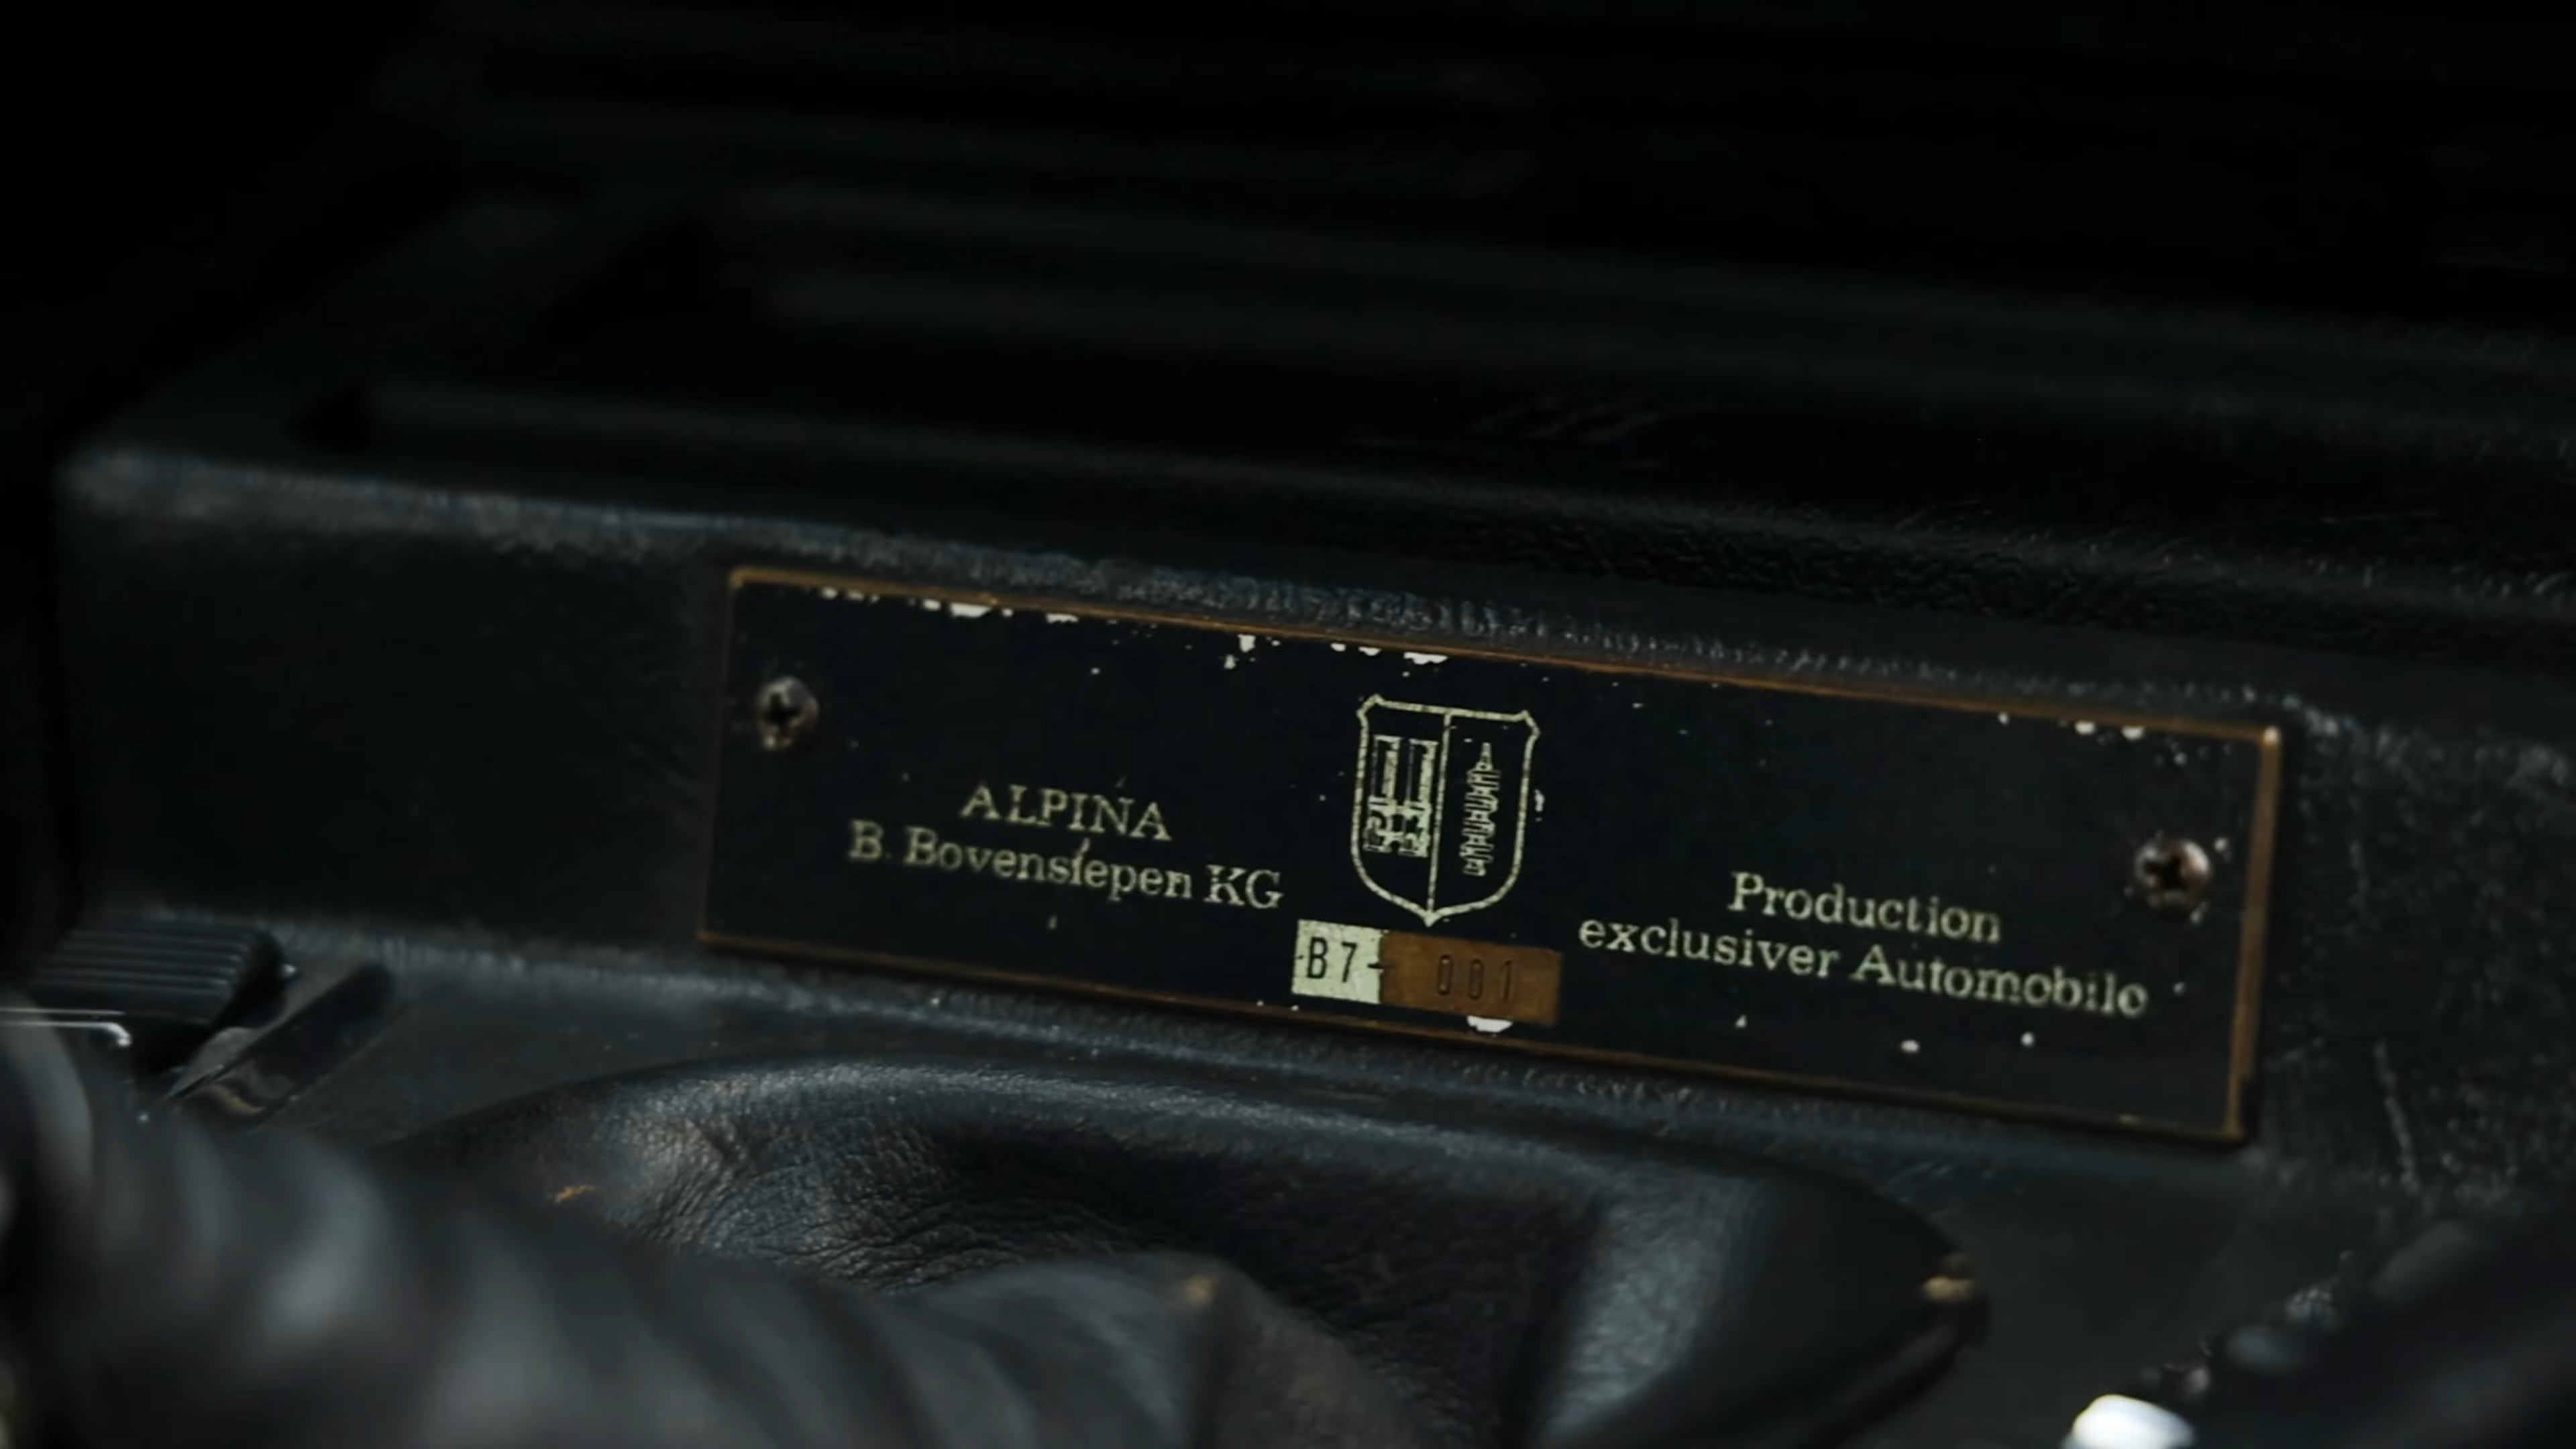 ALPINA
B. Bovensiepen KG
B7- 001
Production
exclusiver Automobile